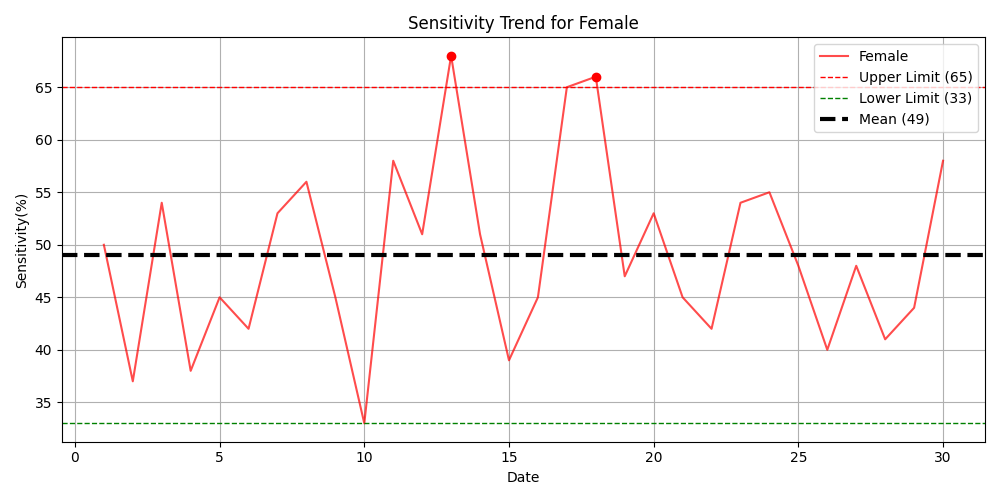 Sensitivity Trend for Female
Female
Upper Limit (65)
Lower Limit (33)
Mean (49)
Sensitivity(%)
65
60
55
50
45
40
35
0 5 10 15 20 25 30
Date